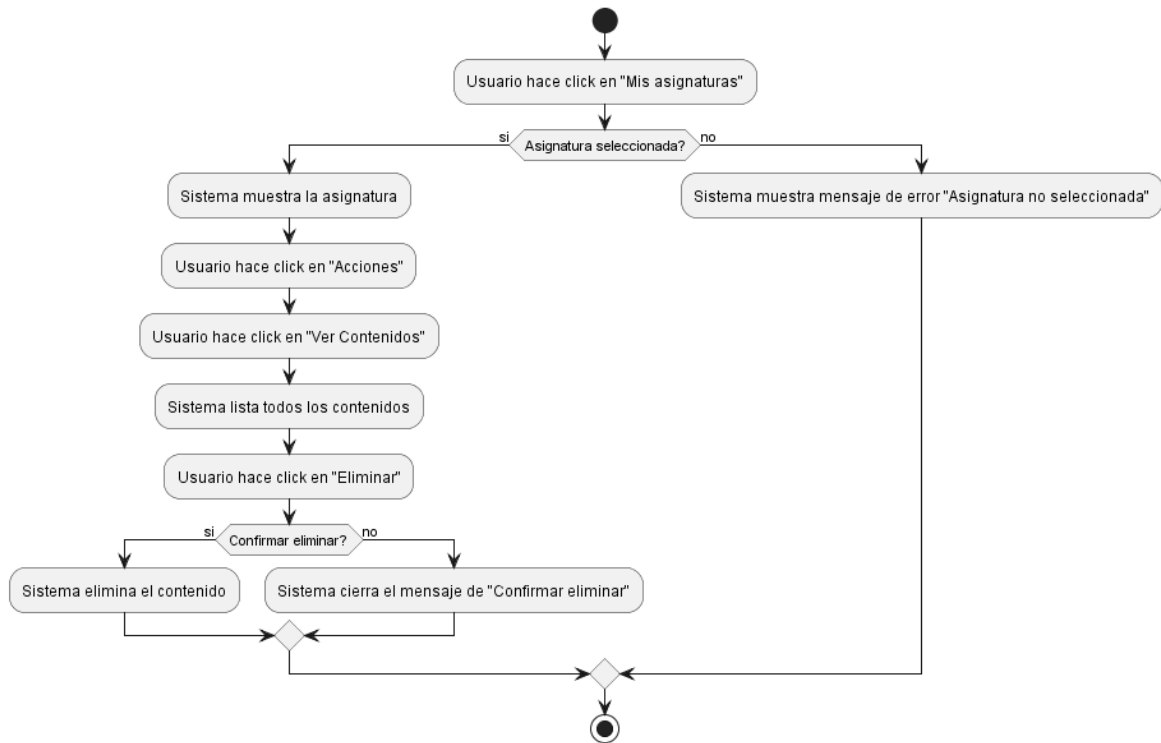 Usuario hace click en "Mis asignaturas"
si
Asignatura seleccionada?
no
Sistema muestra la asignatura
Sistema muestra mensaje de error "Asignatura no seleccionada"
Usuario hace click en "Acciones"
Usuario hace click en "Ver Contenidos"
Sistema lista todos los contenidos
Usuario hace click en "Eliminar"
si
Confirmar eliminar?
no
Sistema elimina el contenido
Sistema cierra el mensaje de "Confirmar eliminar"